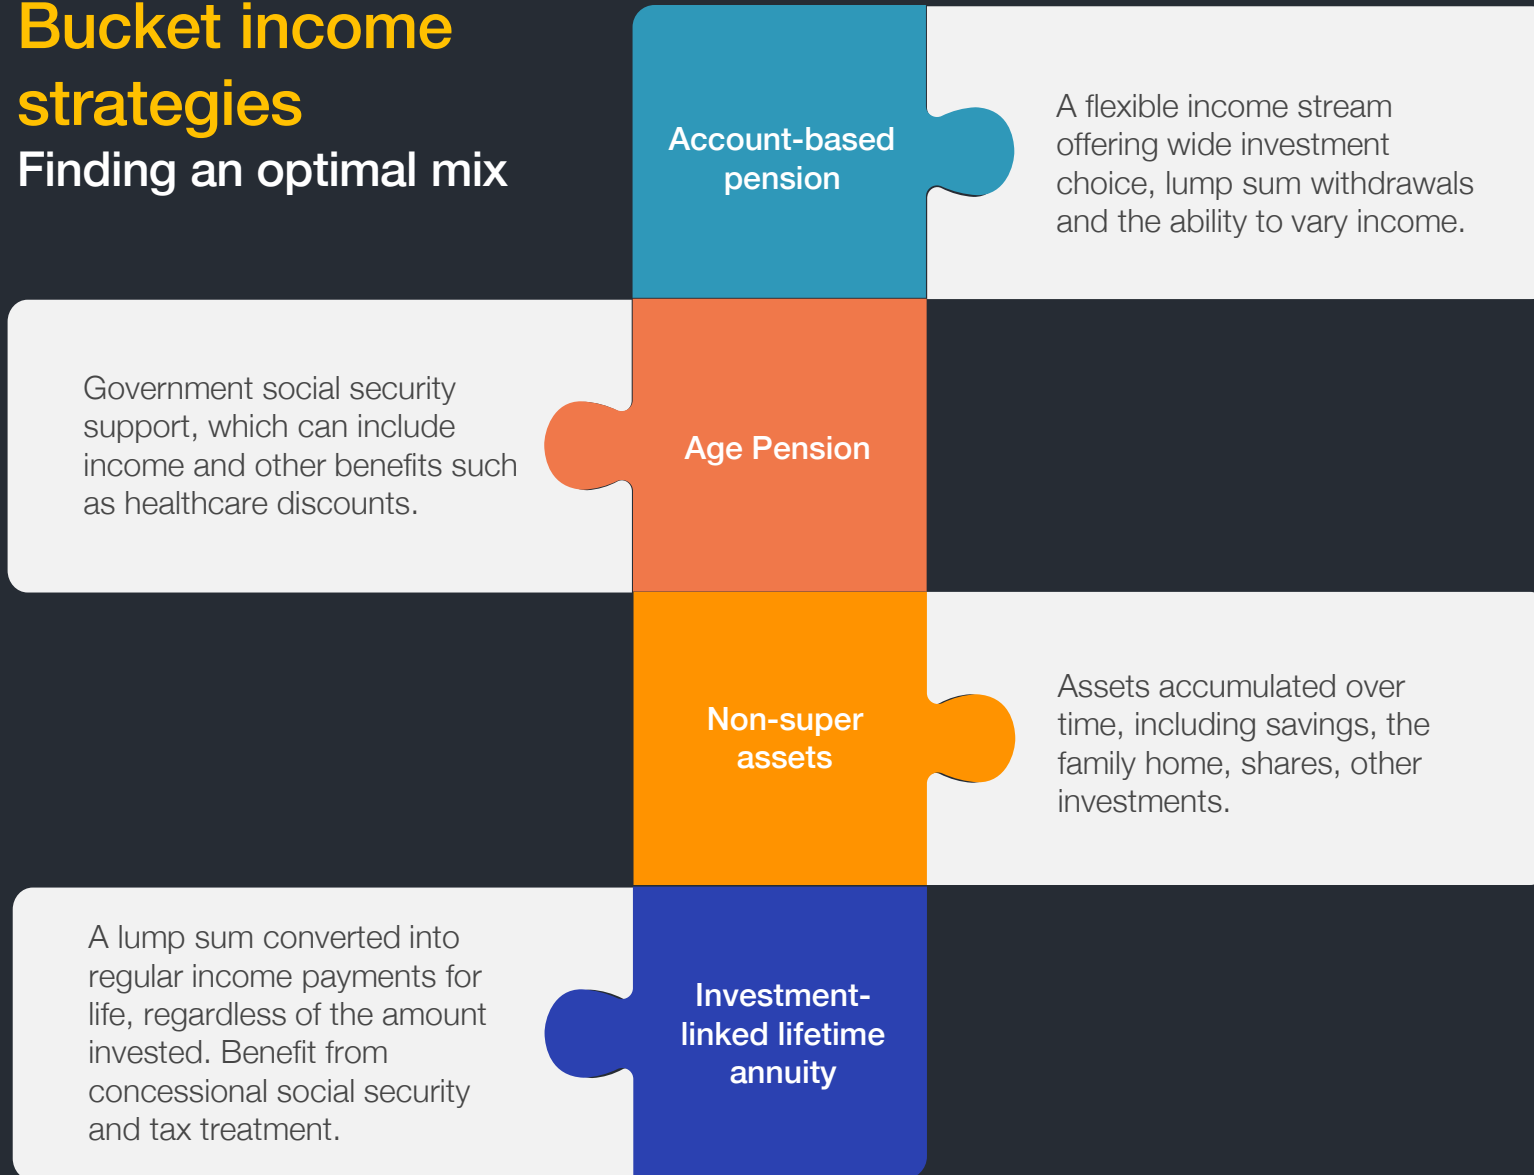 Bucket income
strategies
Finding an optimal mix
Account-based
pension
A flexible income stream
offering wide investment
choice, lump sum withdrawals
and the ability to vary income.
Government social security
support, which can include
income and other benefits such
as healthcare discounts.
Age Pension
Non-super
assets
Assets accumulated over
time, including savings, the
family home, shares, other
investments.
A lump sum converted into
regular income payments for
life, regardless of the amount
invested. Benefit from
concessional social security
and tax treatment.
Investment-
linked lifetime
annuity